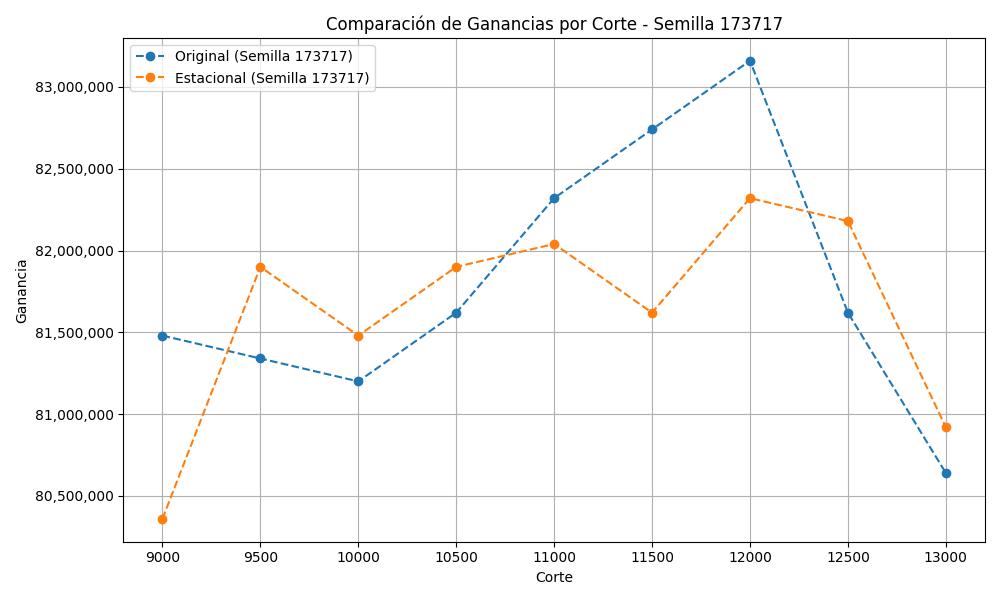 Comparación de Ganancias por Corte - Semilla 173717
Original (Semilla 173717)
Estacional (Semilla 173717)
83,000,000
82,500,000
82,000,000
81,500,000
81,000,000
80,500,000
Ganancia
9000 9500 10000 10500 11000 11500 12000 12500 13000
Corte